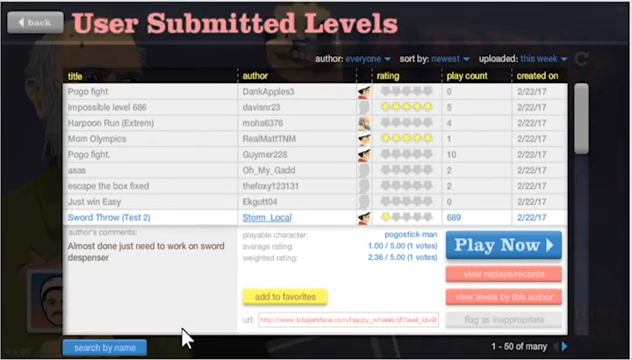 back
User Submitted Levels
author: everyone sort by: newest uploaded: this week
title author rating play count created on
Pogo fight DankApples3 0 2/22/17
Impossible level 666 davisnr23 5 2/22/17
Harpoon Run (Extrem) moha6376 4 2/22/17
Mom Olympics RealMattTNM 1 2/22/17
Pogo fight. Guymer228 10 2/22/17
asas Oh_My_Gadd 2 2/22/17
escape the box fixed thefoxy123131 2 2/22/17
Just win Easy Ekgutt04 0 2/22/17
Sword Throw (Test 2) Storm_Local 689 2/22/17
author's comments:
Almost done just need to work on sword
despenser
playable character: pogostick man
average rating: 1.00 / 5.00 (1 votes)
weighted rating: 2.36 / 5.00 (1 votes)
Play Now
view replays/records
add to favorites
view levels by this author
url:
flag as inappropriate
search by name
1 - 50 of many